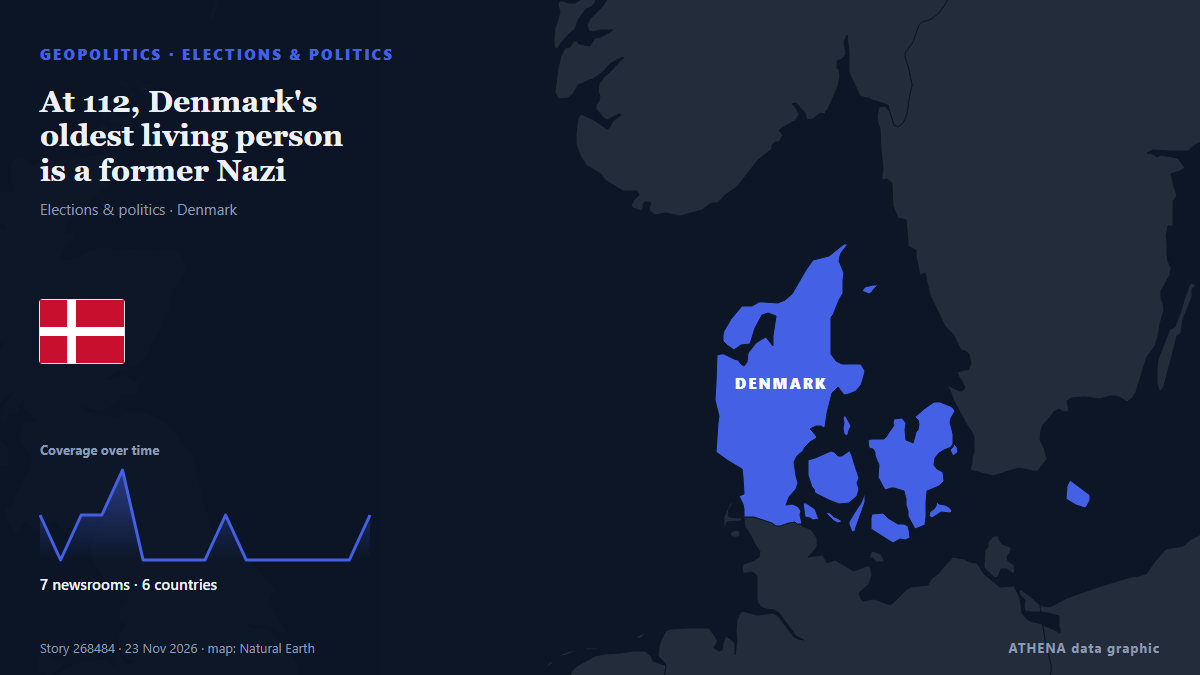 GEOPOLITICS · ELECTIONS & POLITICS
At 112, Denmark's
oldest living person
is a former Nazi
Elections & politics · Denmark
DENMARK
Coverage over time
7 newsrooms · 6 countries
Story 268484 · 23 Nov 2026 · map: Natural Earth
ATHENA data graphic